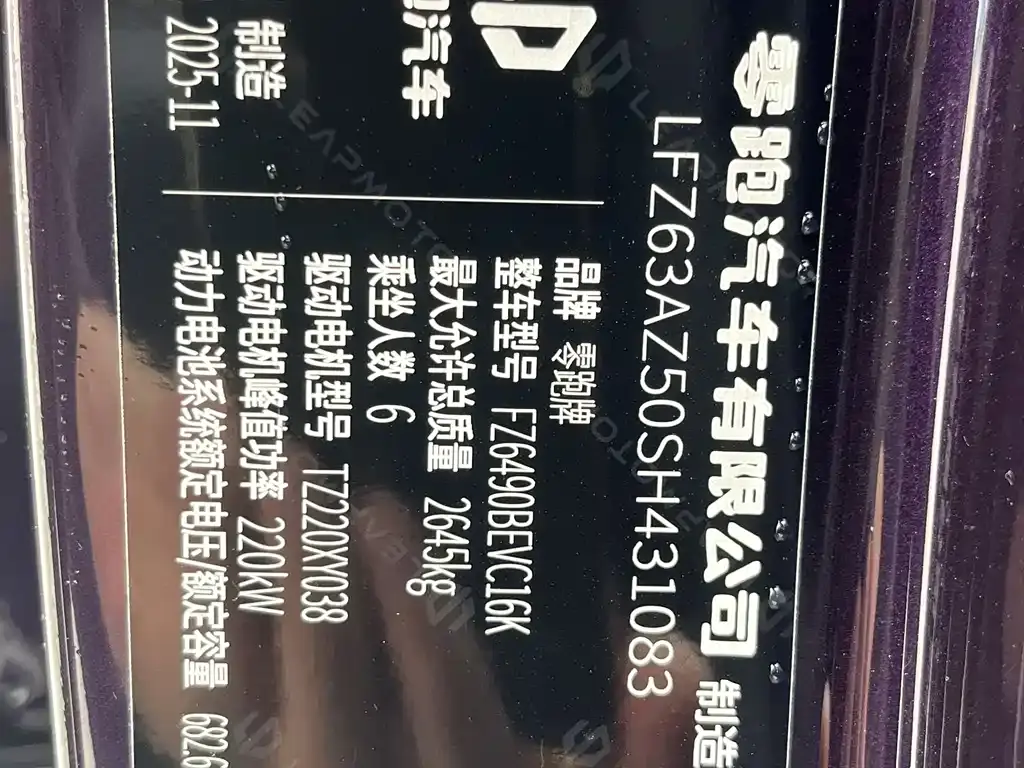 零跑汽车有限公司 制造
LFZ63AZ50SH431083
品牌 零跑牌
整车型号 FZ6490BEVC16K
最大允许总质量 2645kg
乘坐人数 6
驱动电机型号 TZ220XY038
驱动电机峰值功率 220kW
动力电池系统额定电压/额定容量 6826
汽车
制造
2025-11
LEAPMOTOR